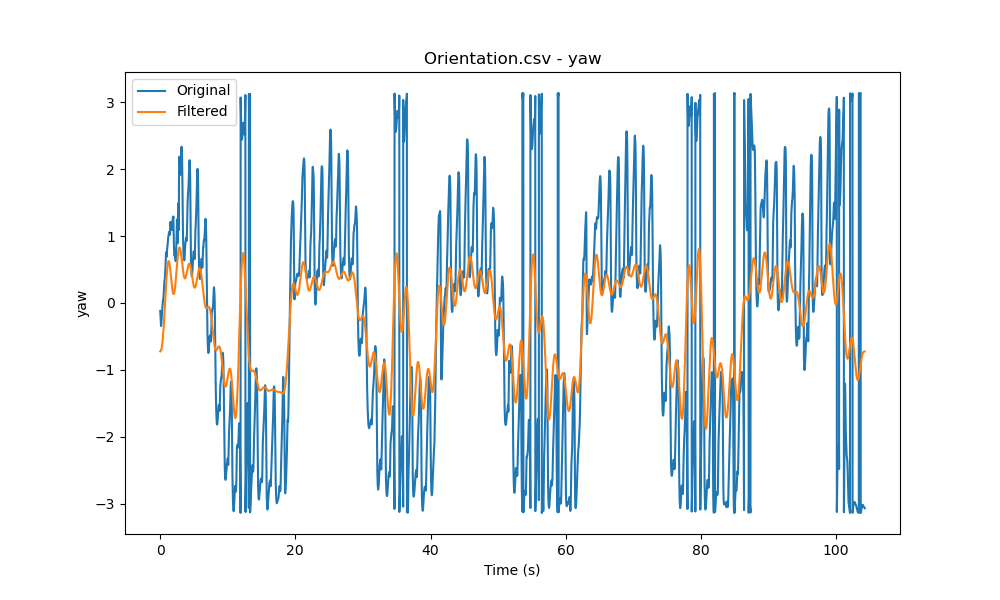 Orientation.csv - yaw
Original
Filtered
3
2
1
0
−1
−2
−3
yaw
0
20
40
60
80
100
Time (s)